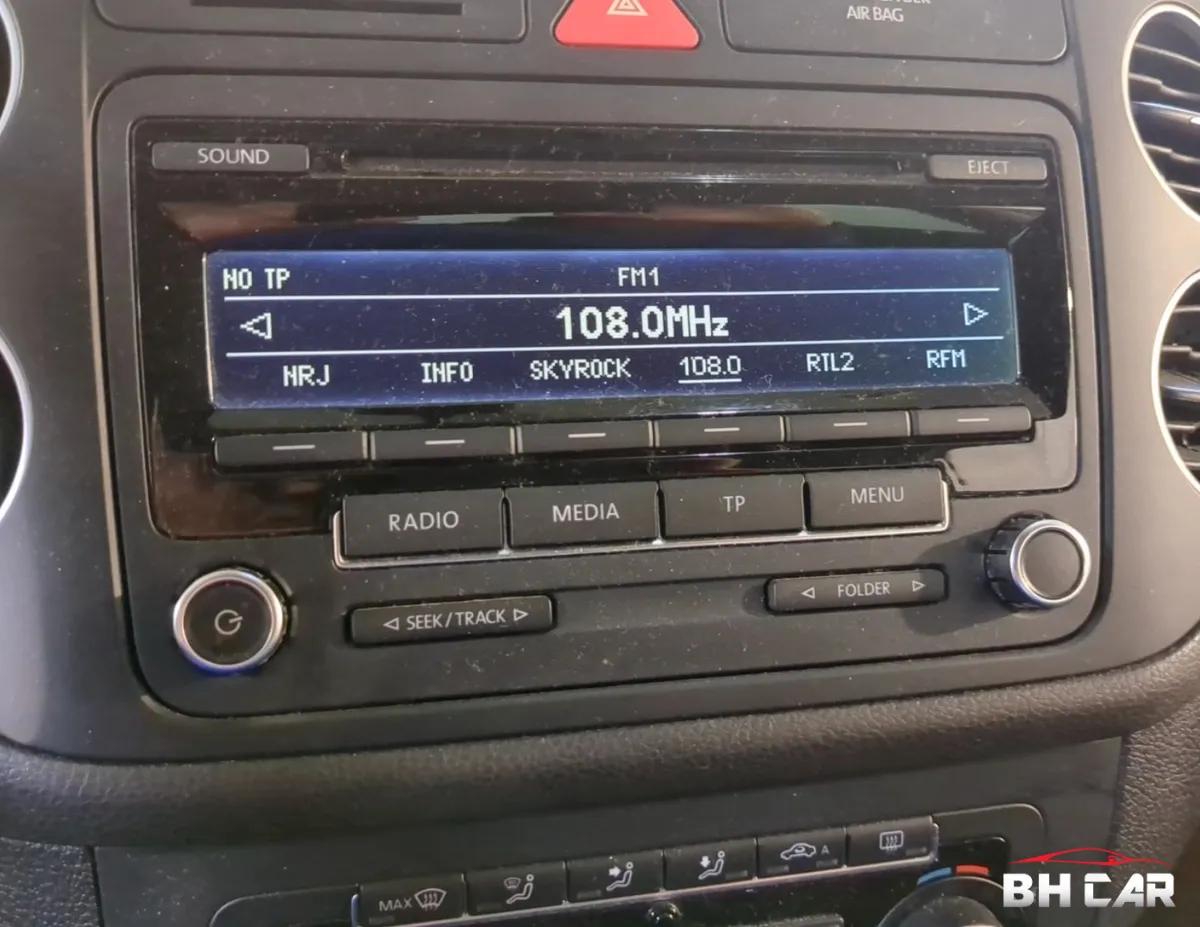 AIR BAG
SOUND
EJECT
NO TP FM1
108.0MHz
NRJ INFO SKYROCK 108.0 RTL2 RFM
RADIO MEDIA TP MENU
SEEK/TRACK FOLDER
MAX A
BH CAR